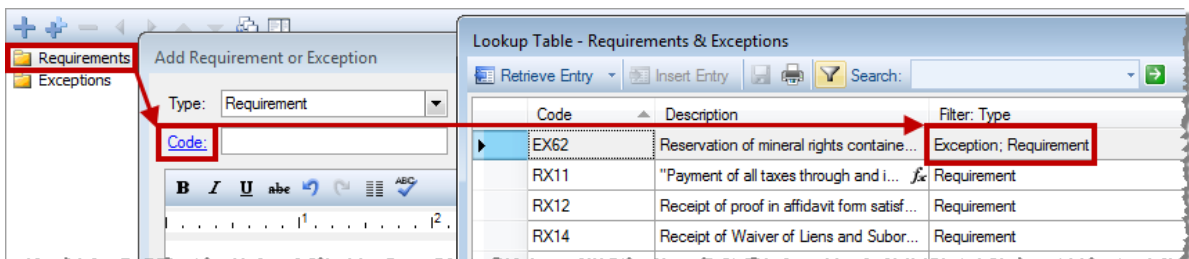 Requirements
Exceptions
Add Requirement or Exception
Type: Requirement
Code:
B I U abc ABC
1 2
Lookup Table - Requirements & Exceptions
Retrieve Entry Insert Entry Search:
Code Description Filter: Type
EX62 Reservation of mineral rights containe... Exception; Requirement
RX11 "Payment of all taxes through and i... fx Requirement
RX12 Receipt of proof in affidavit form satisf... Requirement
RX14 Receipt of Waiver of Liens and Subor... Requirement